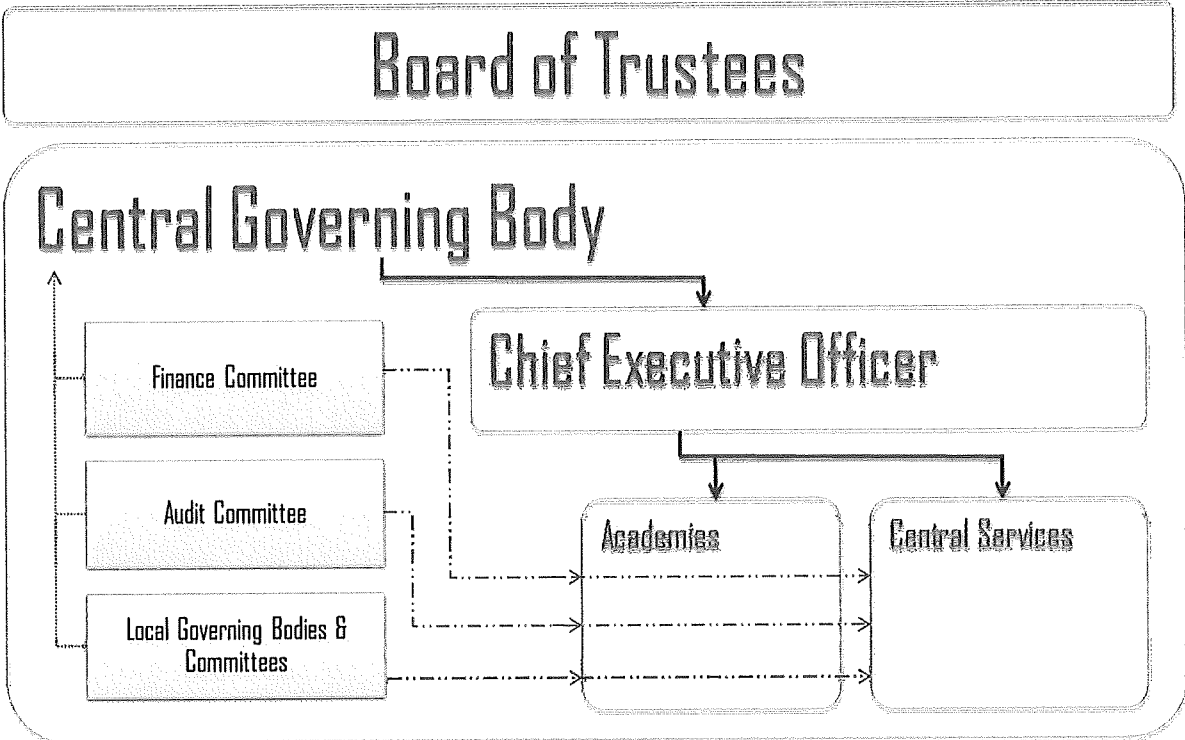 Board of Trustees
Central Governing Body
Chief Executive Officer
Finance Committee
Audit Committee
Local Governing Bodies &
Committees
Academies
Central Services